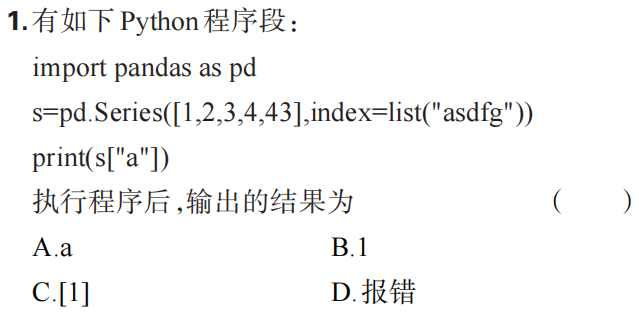 1.有如下Python程序段：
import pandas as pd
s=pd.Series([1,2,3,4,43],index=list("asdfg"))
print(s["a"])
执行程序后,输出的结果为 ( )
A.a B.1
C.[1] D.报错